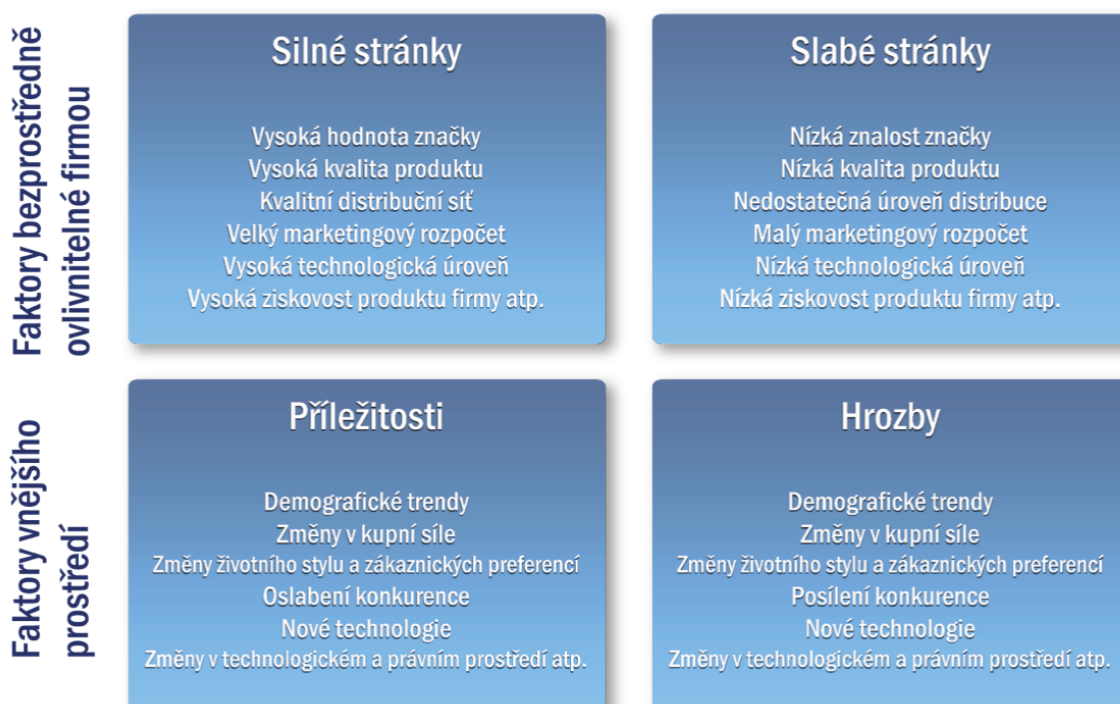 Faktory bezprostředně
ovlivnitelné firmou
Silné stránky
Vysoká hodnota značky
Vysoká kvalita produktu
Kvalitní distribuční síť
Velký marketingový rozpočet
Vysoká technologická úroveň
Vysoká ziskovost produktu firmy atp.
Slabé stránky
Nízká znalost značky
Nízká kvalita produktu
Nedostatečná úroveň distribuce
Malý marketingový rozpočet
Nízká technologická úroveň
Nízká ziskovost produktu firmy atp.
Faktory vnějšího
prostředí
Příležitosti
Demografické trendy
Změny v kupní síle
Změny životního stylu a zákaznických preferencí
Oslabení konkurence
Nové technologie
Změny v technologickém a právním prostředí atp.
Hrozby
Demografické trendy
Změny v kupní síle
Změny životního stylu a zákaznických preferencí
Posílení konkurence
Nové technologie
Změny v technologickém a právním prostředí atp.